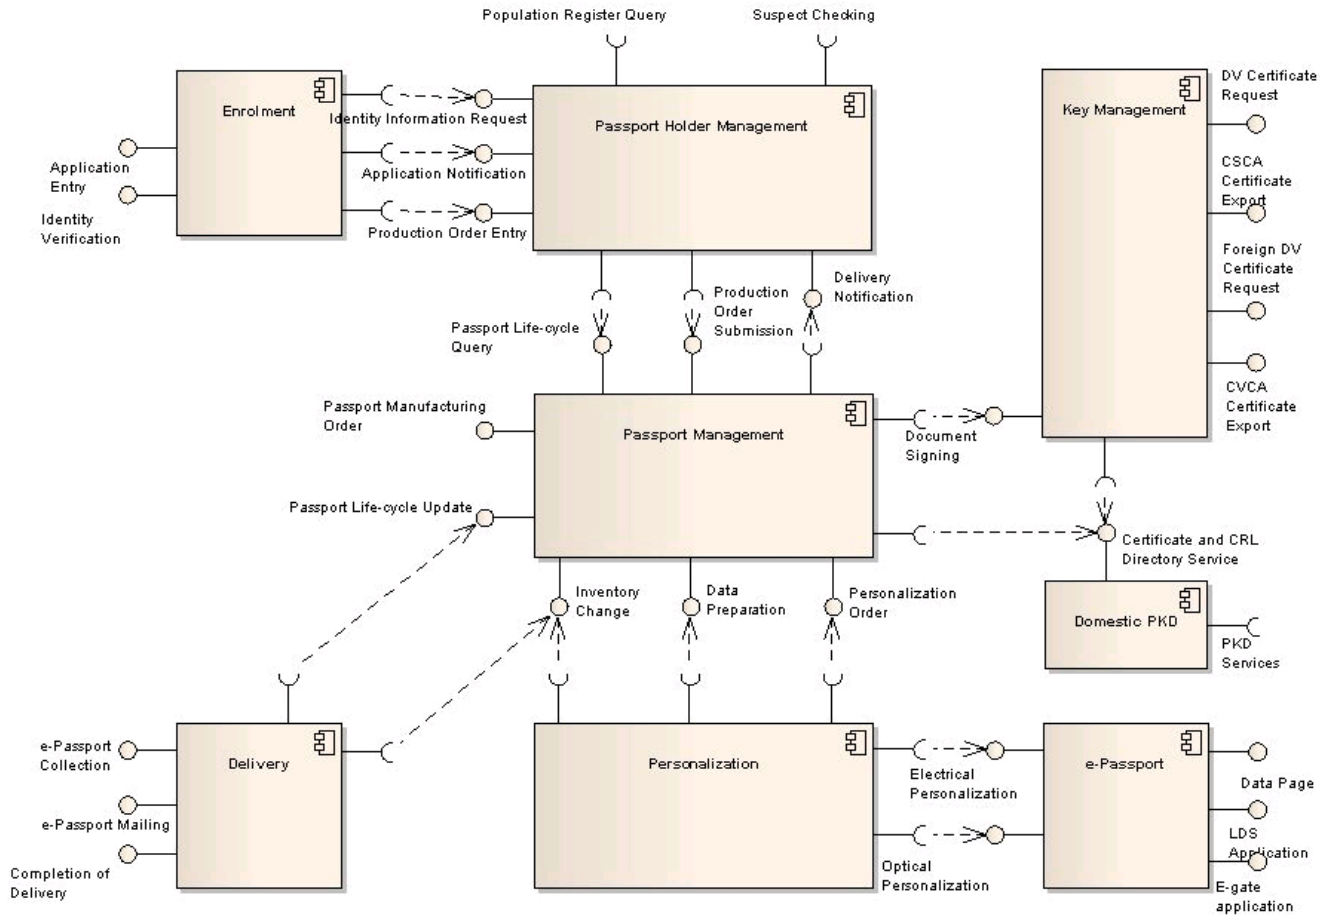 Population Register Query
Suspect Checking
Enrolment
Identity Information Request
Application Notification
Production Order Entry
Application
Entry
Identity
Verification
Passport Holder Management
Key Management
DV Certificate
Request
CSCA
Certificate
Export
Foreign DV
Certificate
Request
CVCA
Certificate
Export
Passport Life-cycle
Query
Production
Order
Submission
Delivery
Notification
Passport Manufacturing
Order
Passport Life-cycle Update
Passport Management
Document
Signing
Certificate and CRL
Directory Service
Domestic PKD
PKD
Services
Inventory
Change
Data
Preparation
Personalization
Order
e-Passport
Collection
e-Passport Mailing
Completion of
Delivery
Delivery
Personalization
Electrical
Personalization
Optical
Personalization
e-Passport
Data Page
LDS
Application
E-gate
application